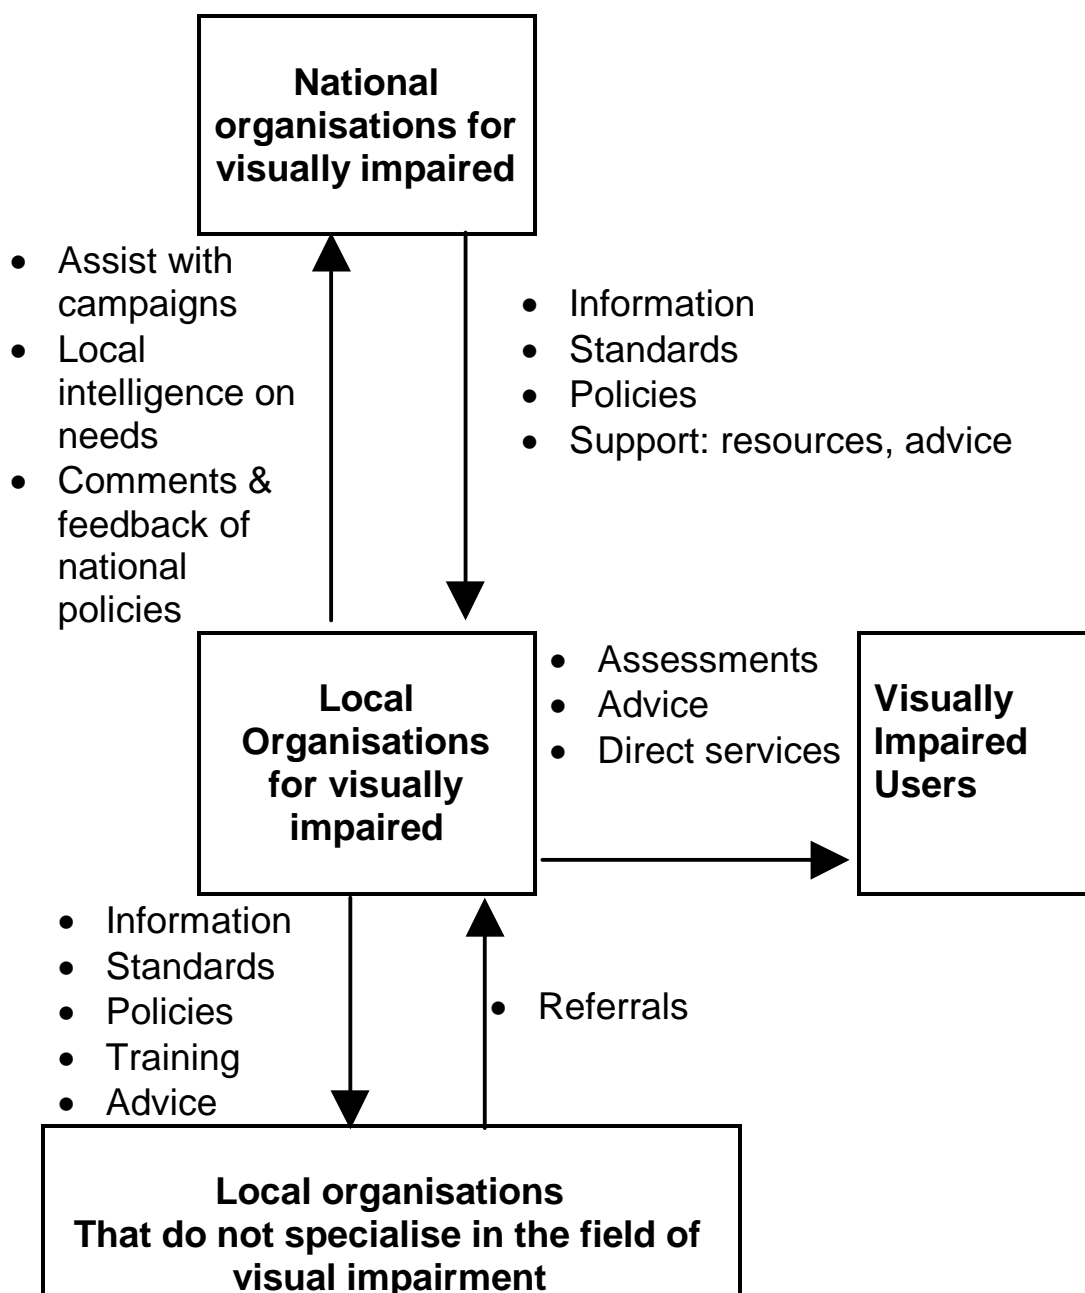 National
organisations for
visually impaired
• Assist with
campaigns
• Local
intelligence on
needs
• Comments &
feedback of
national
policies
• Information
• Standards
• Policies
• Support: resources, advice
Local
Organisations
for visually
impaired
• Assessments
• Advice
• Direct services
Visually
Impaired
Users
• Information
• Standards
• Policies
• Training
• Advice
• Referrals
Local organisations
That do not specialise in the field of
visual impairment